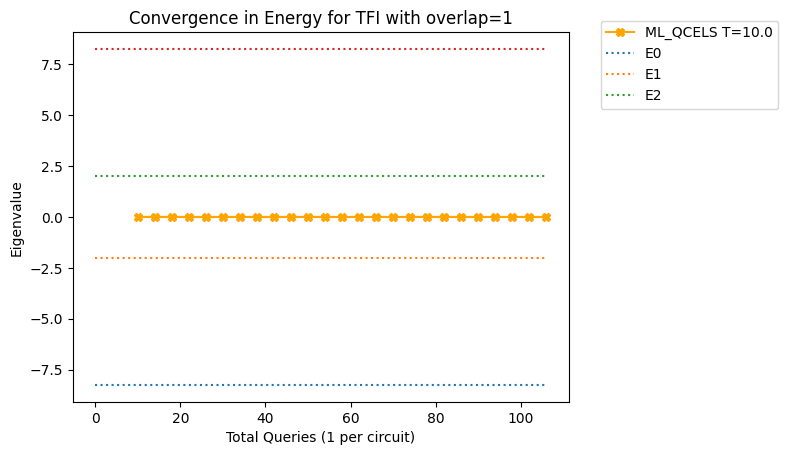 Convergence in Energy for TFI with overlap=1
ML_QCELS T=10.0
E0
E1
E2
7.5
5.0
2.5
0.0
−2.5
−5.0
−7.5
Eigenvalue
0 20 40 60 80 100
Total Queries (1 per circuit)